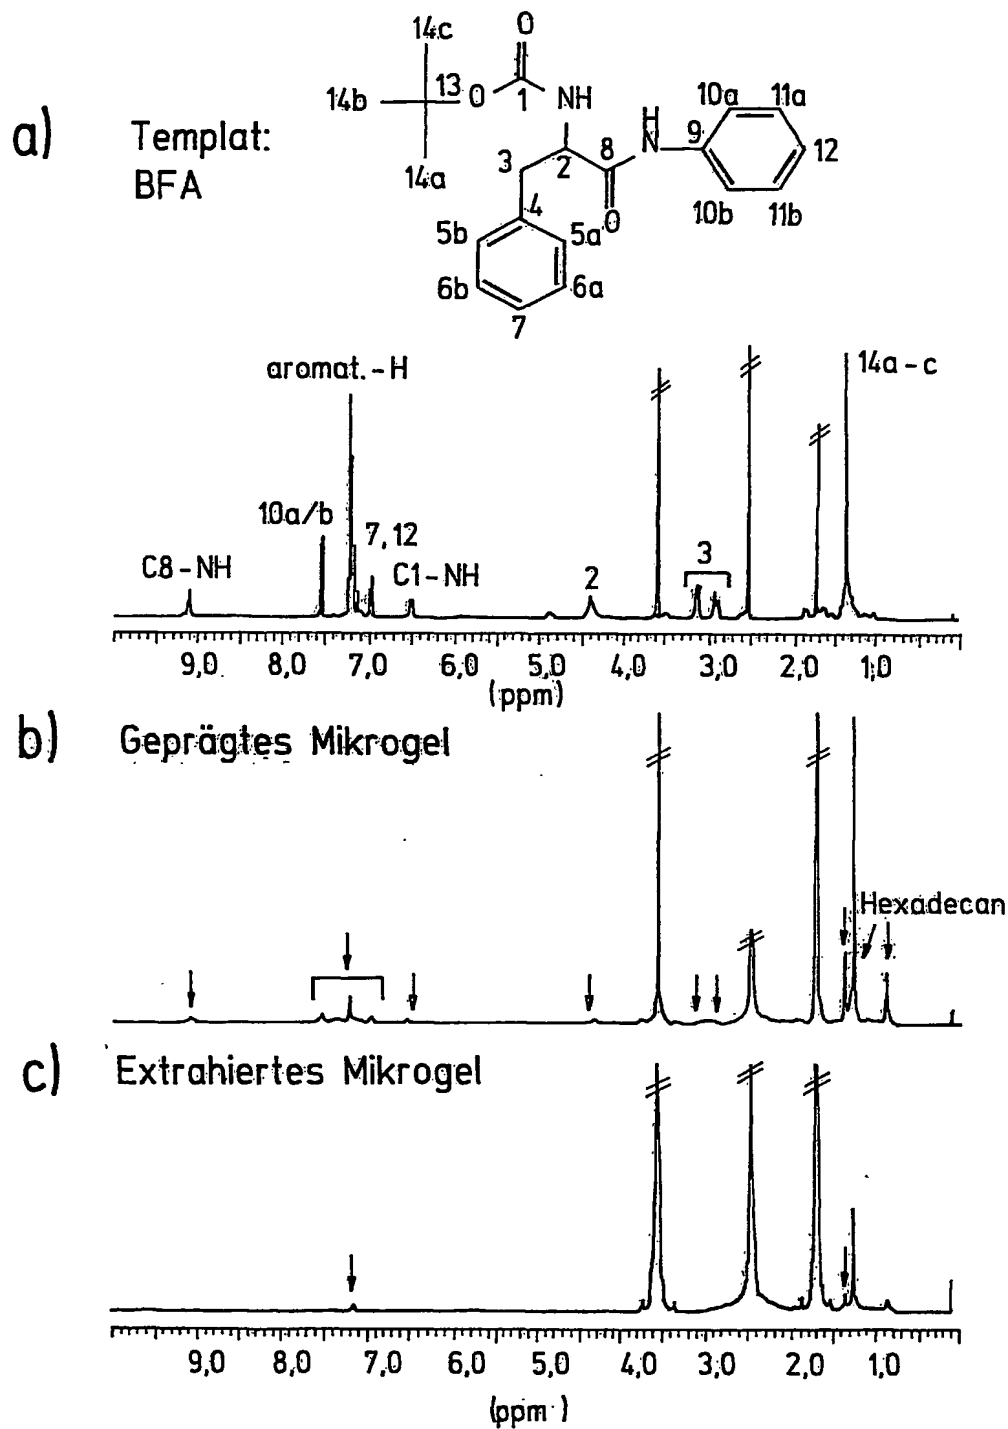 a)
Templat:
BFA
14c
O
14b
13
O
1
NH
14a
3
2
8
O
H
N
9
10a
11a
12
10b
11b
4
5b
5a
6b
6a
7
aromat.-H
14a-c
10a/b
7,12
C8-NH
C1-NH
2
3
9,0 8,0 7,0 6,0 5,0 4,0 3,0 2,0 1,0
(ppm)
b) Geprägtes Mikrogel
Hexadecan
c) Extrahiertes Mikrogel
9,0 8,0 7,0 6,0 5,0 4,0 3,0 2,0 1,0
(ppm)